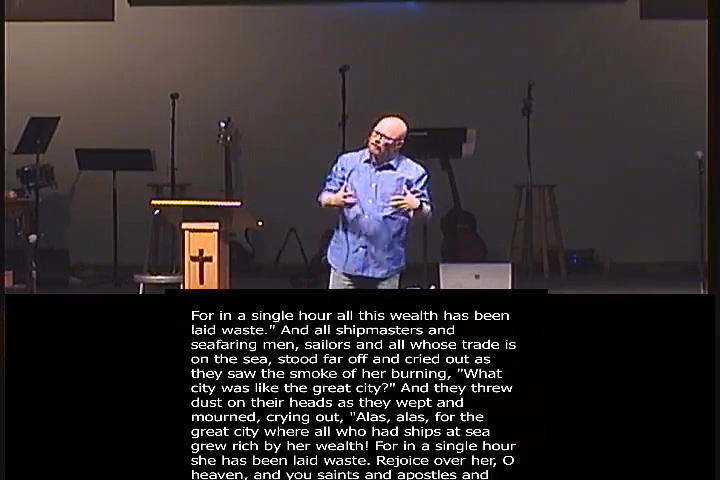 For in a single hour all this wealth has been
laid waste." And all shipmasters and
seafaring men, sailors and all whose trade is
on the sea, stood far off and cried out as
they saw the smoke of her burning, "What
city was like the great city?" And they threw
dust on their heads as they wept and
mourned, crying out, "Alas, alas, for the
great city where all who had ships at sea
grew rich by her wealth! For in a single hour
she has been laid waste. Rejoice over her, O
heaven, and you saints and apostles and